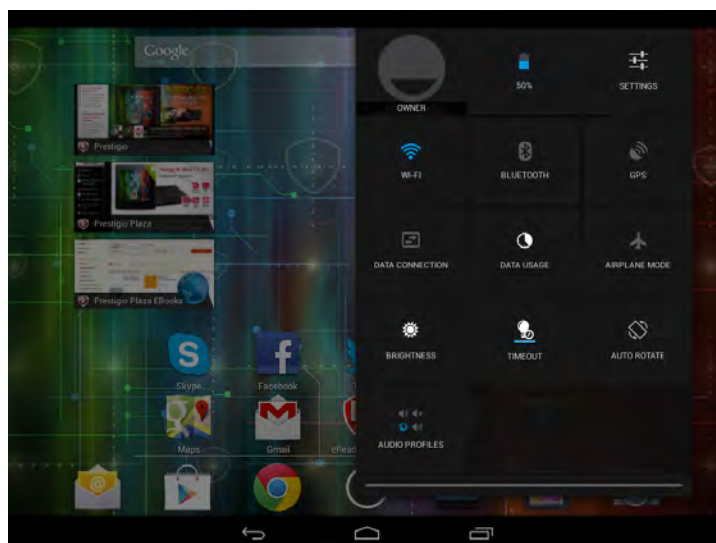 Google
OWNER
50%
SETTINGS
Prestigio
WI-FI
BLUETOOTH
GPS
Prestigio Plaza
DATA CONNECTION
DATA USAGE
AIRPLANE MODE
Prestigio Plaza EBooks
BRIGHTNESS
TIMEOUT
AUTO ROTATE
Skype
Facebook
AUDIO PROFILES
Maps
Gmail
eRead